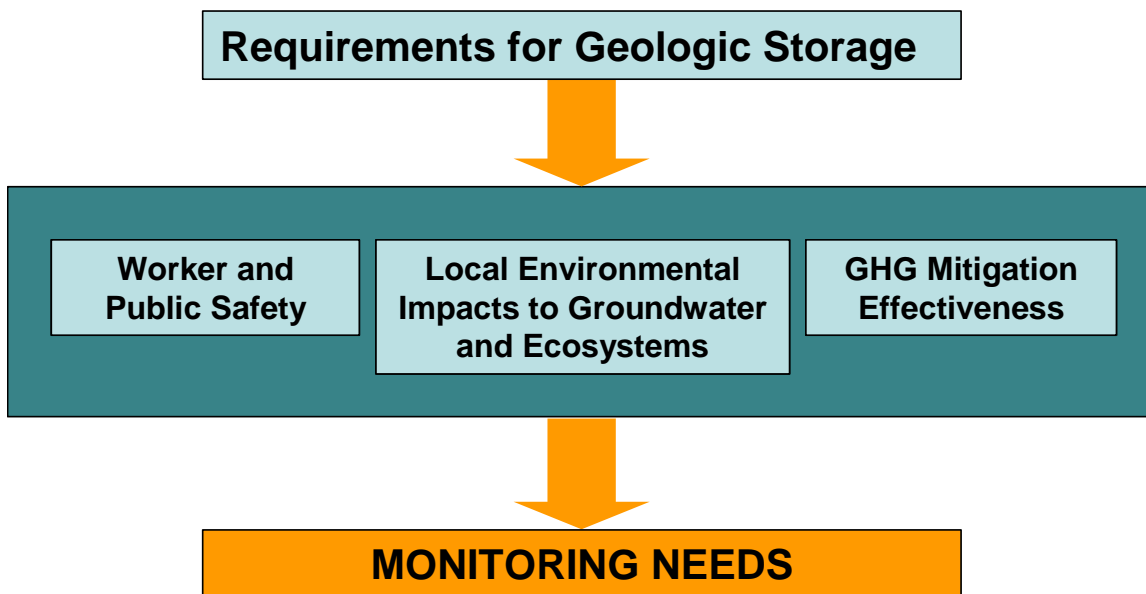 Requirements for Geologic Storage
Worker and
Public Safety
Local Environmental
Impacts to Groundwater
and Ecosystems
GHG Mitigation
Effectiveness
MONITORING NEEDS